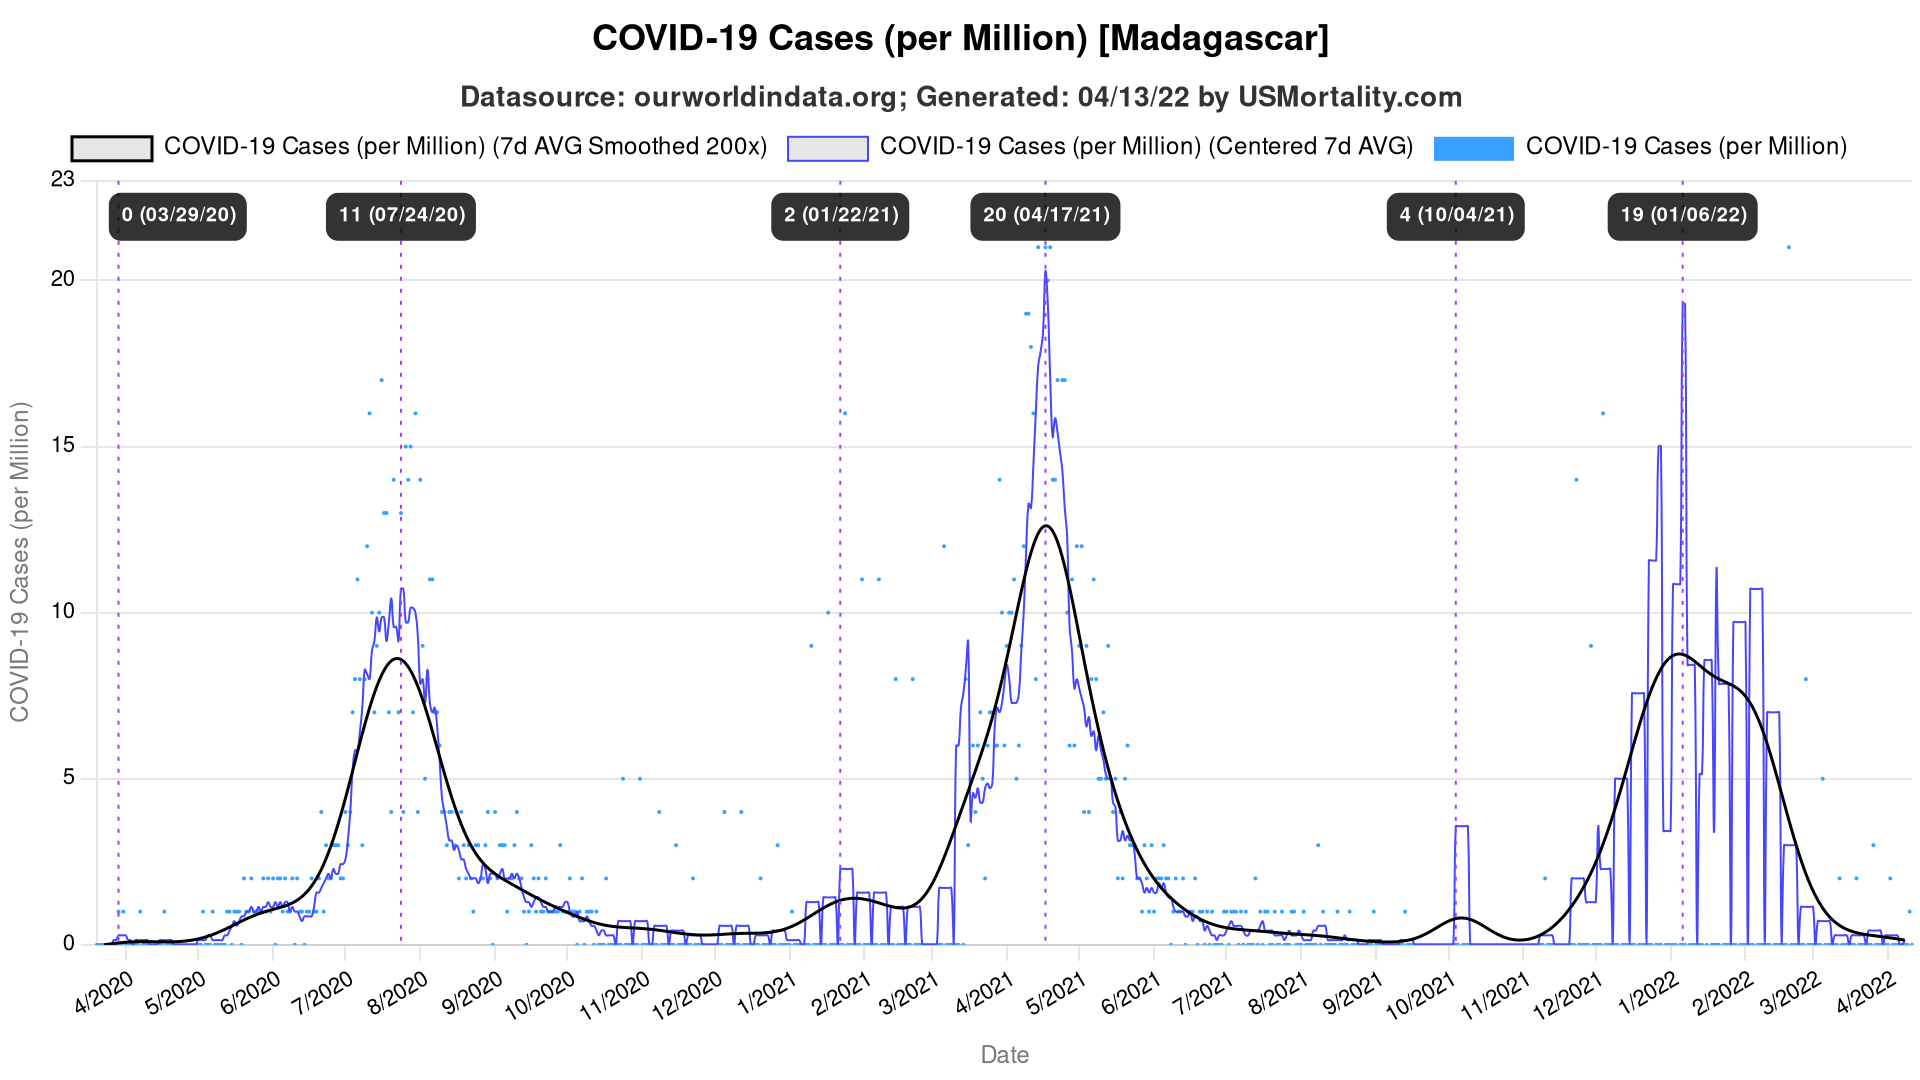 COVID-19 Cases (per Million) [Madagascar]
Datasource: ourworldindata.org; Generated: 04/13/22 by USMortality.com
COVID-19 Cases (per Million) (7d AVG Smoothed 200x) COVID-19 Cases (per Million) (Centered 7d AVG) COVID-19 Cases (per Million)
23
0 (03/29/20) 11 (07/24/20) 2 (01/22/21) 20 (04/17/21) 4 (10/04/21) 19 (01/06/22)
20
15
10
5
0
COVID-19 Cases (per Million)
4/2020 5/2020 6/2020 7/2020 8/2020 9/2020 10/2020 11/2020 12/2020 1/2021 2/2021 3/2021 4/2021 5/2021 6/2021 7/2021 8/2021 9/2021 10/2021 11/2021 12/2021 1/2022 2/2022 3/2022 4/2022
Date